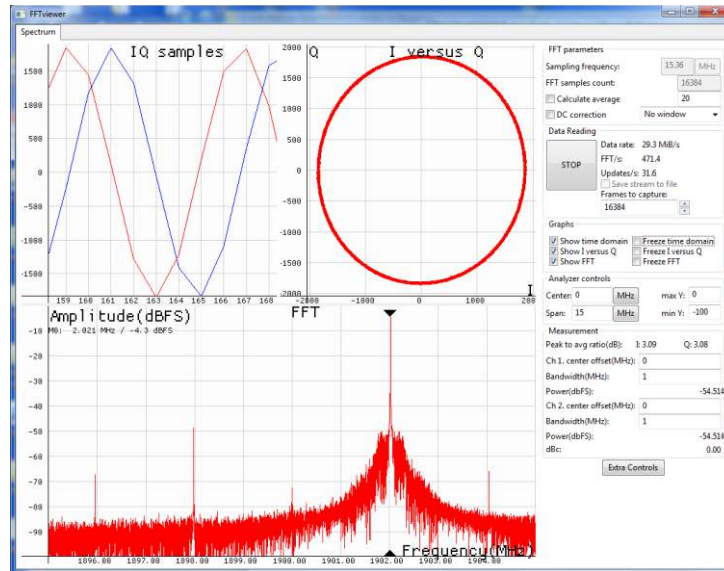 FFTviewer
Spectrum
IQ samples
1500
1000
500
0
-500
-1000
-1500
159 160 161 162 163 164 165 166 167 168
Q I versus Q
2000
1500
1000
500
0
-500
-1000
-1500
-2000
-2000 -1000 0 1000 I
Amplitude(dBFS) FFT
M0: 2.021 MHz / -4.3 dBFS
-10
-20
-30
-40
-50
-60
-70
-80
-90
Frequency(MHz)
1896.00 1897.00 1898.00 1899.00 1900.00 1901.00 1902.00 1903.00 1904.00
FFT parameters
Sampling frequency: 15.36 MHz
FFT samples count: 16384
Calculate average 20
DC correction No window
Data Reading
STOP
Data rate: 29.3 MiB/s
FFT/s: 471.4
Updates/s: 31.6
Save stream to file
Frames to capture:
16384
Graphs
Show time domain Freeze time domain
Show I versus Q Freeze I versus Q
Show FFT Freeze FFT
Analyzer controls
Center: 0 MHz max Y: 0
Span: 15 MHz min Y: -100
Measurement
Peak to avg ratio(dB): I: 3.09 Q: 3.08
Ch 1. center offset(MHz): 0
Bandwidth(MHz): 1
Power(dbFS): -54.514
Ch 2. center offset(MHz): 0
Bandwidth(MHz): 1
Power(dbFS): -54.514
dBc: 0.00
Extra Controls